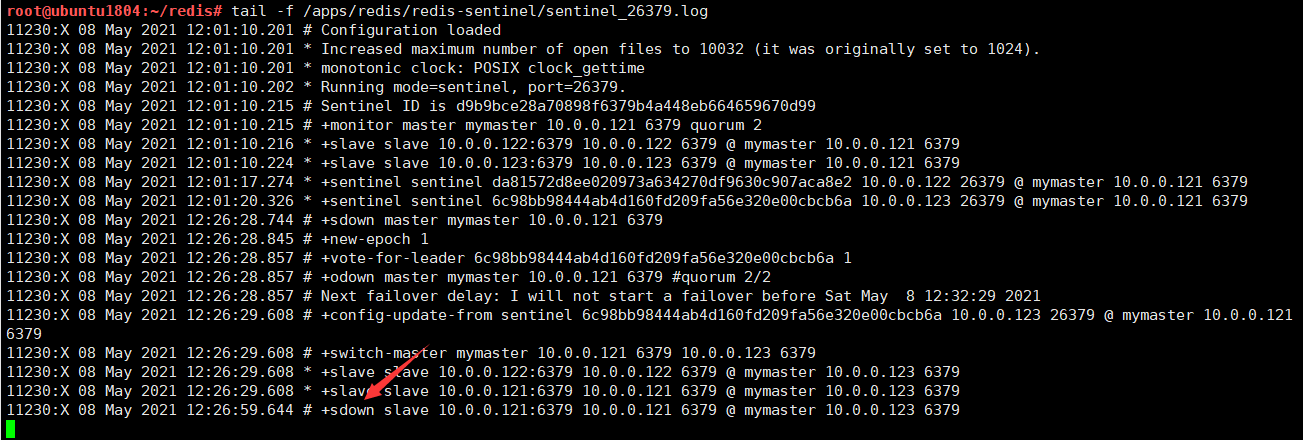 root@ubuntu1804:~/redis# tail -f /apps/redis/redis-sentinel/sentinel_26379.log
11230:X 08 May 2021 12:01:10.201 # Configuration loaded
11230:X 08 May 2021 12:01:10.201 * Increased maximum number of open files to 10032 (it was originally set to 1024).
11230:X 08 May 2021 12:01:10.201 * monotonic clock: POSIX clock_gettime
11230:X 08 May 2021 12:01:10.202 * Running mode=sentinel, port=26379.
11230:X 08 May 2021 12:01:10.215 # Sentinel ID is d9b9bce28a70898f6379b4a448eb664659670d99
11230:X 08 May 2021 12:01:10.215 # +monitor master mymaster 10.0.0.121 6379 quorum 2
11230:X 08 May 2021 12:01:10.216 * +slave slave 10.0.0.122:6379 10.0.0.122 6379 @ mymaster 10.0.0.121 6379
11230:X 08 May 2021 12:01:10.224 * +slave slave 10.0.0.123:6379 10.0.0.123 6379 @ mymaster 10.0.0.121 6379
11230:X 08 May 2021 12:01:17.274 * +sentinel sentinel da81572d8ee020973a634270df9630c907aca8e2 10.0.0.122 26379 @ mymaster 10.0.0.121 6379
11230:X 08 May 2021 12:01:20.326 * +sentinel sentinel 6c98bb98444ab4d160fd209fa56e320e00cbcb6a 10.0.0.123 26379 @ mymaster 10.0.0.121 6379
11230:X 08 May 2021 12:26:28.744 # +sdown master mymaster 10.0.0.121 6379
11230:X 08 May 2021 12:26:28.845 # +new-epoch 1
11230:X 08 May 2021 12:26:28.857 # +vote-for-leader 6c98bb98444ab4d160fd209fa56e320e00cbcb6a 1
11230:X 08 May 2021 12:26:28.857 # +odown master mymaster 10.0.0.121 6379 #quorum 2/2
11230:X 08 May 2021 12:26:28.857 # Next failover delay: I will not start a failover before Sat May  8 12:32:29 2021
11230:X 08 May 2021 12:26:29.608 # +config-update-from sentinel 6c98bb98444ab4d160fd209fa56e320e00cbcb6a 10.0.0.123 26379 @ mymaster 10.0.0.121
6379
11230:X 08 May 2021 12:26:29.608 # +switch-master mymaster 10.0.0.121 6379 10.0.0.123 6379
11230:X 08 May 2021 12:26:29.608 * +slave slave 10.0.0.122:6379 10.0.0.122 6379 @ mymaster 10.0.0.123 6379
11230:X 08 May 2021 12:26:29.608 * +slave slave 10.0.0.121:6379 10.0.0.121 6379 @ mymaster 10.0.0.123 6379
11230:X 08 May 2021 12:26:59.644 # +sdown slave 10.0.0.121:6379 10.0.0.121 6379 @ mymaster 10.0.0.123 6379